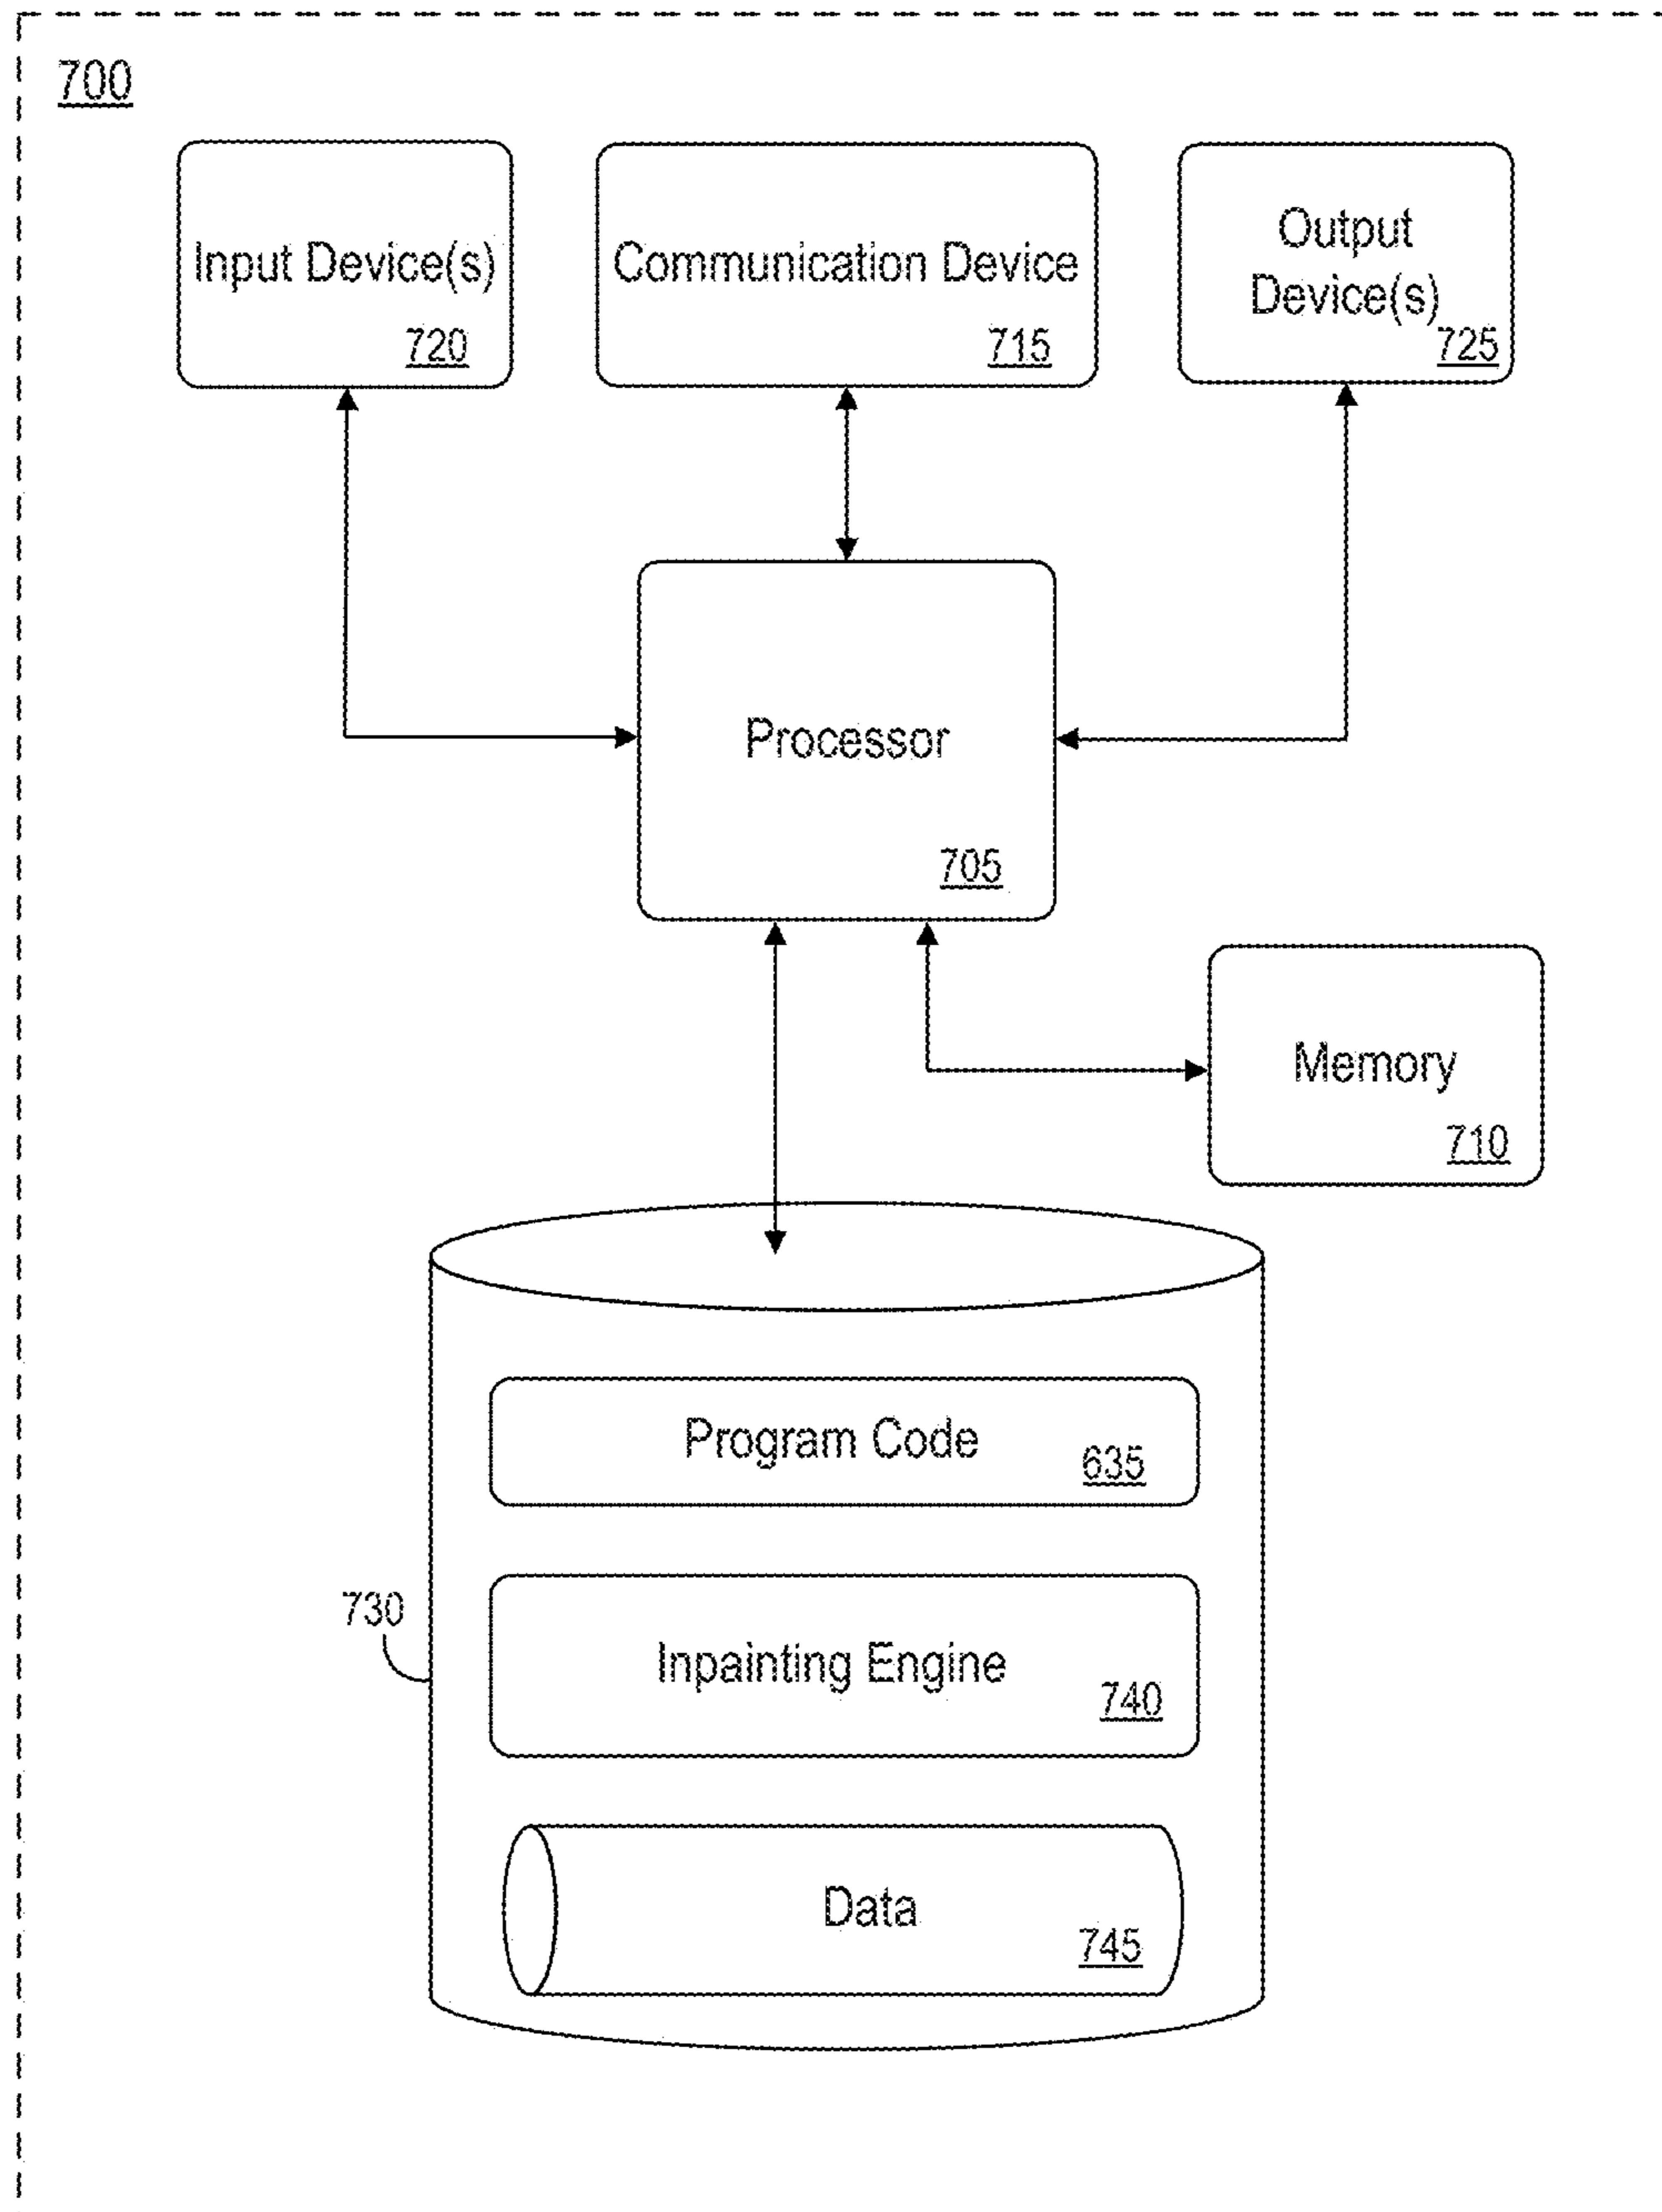 700
Input Device(s)
720
Communication Device
715
Output
Device(s)
725
Processor
705
Memory
710
Program Code
635
730
Inpainting Engine
740
Data
745